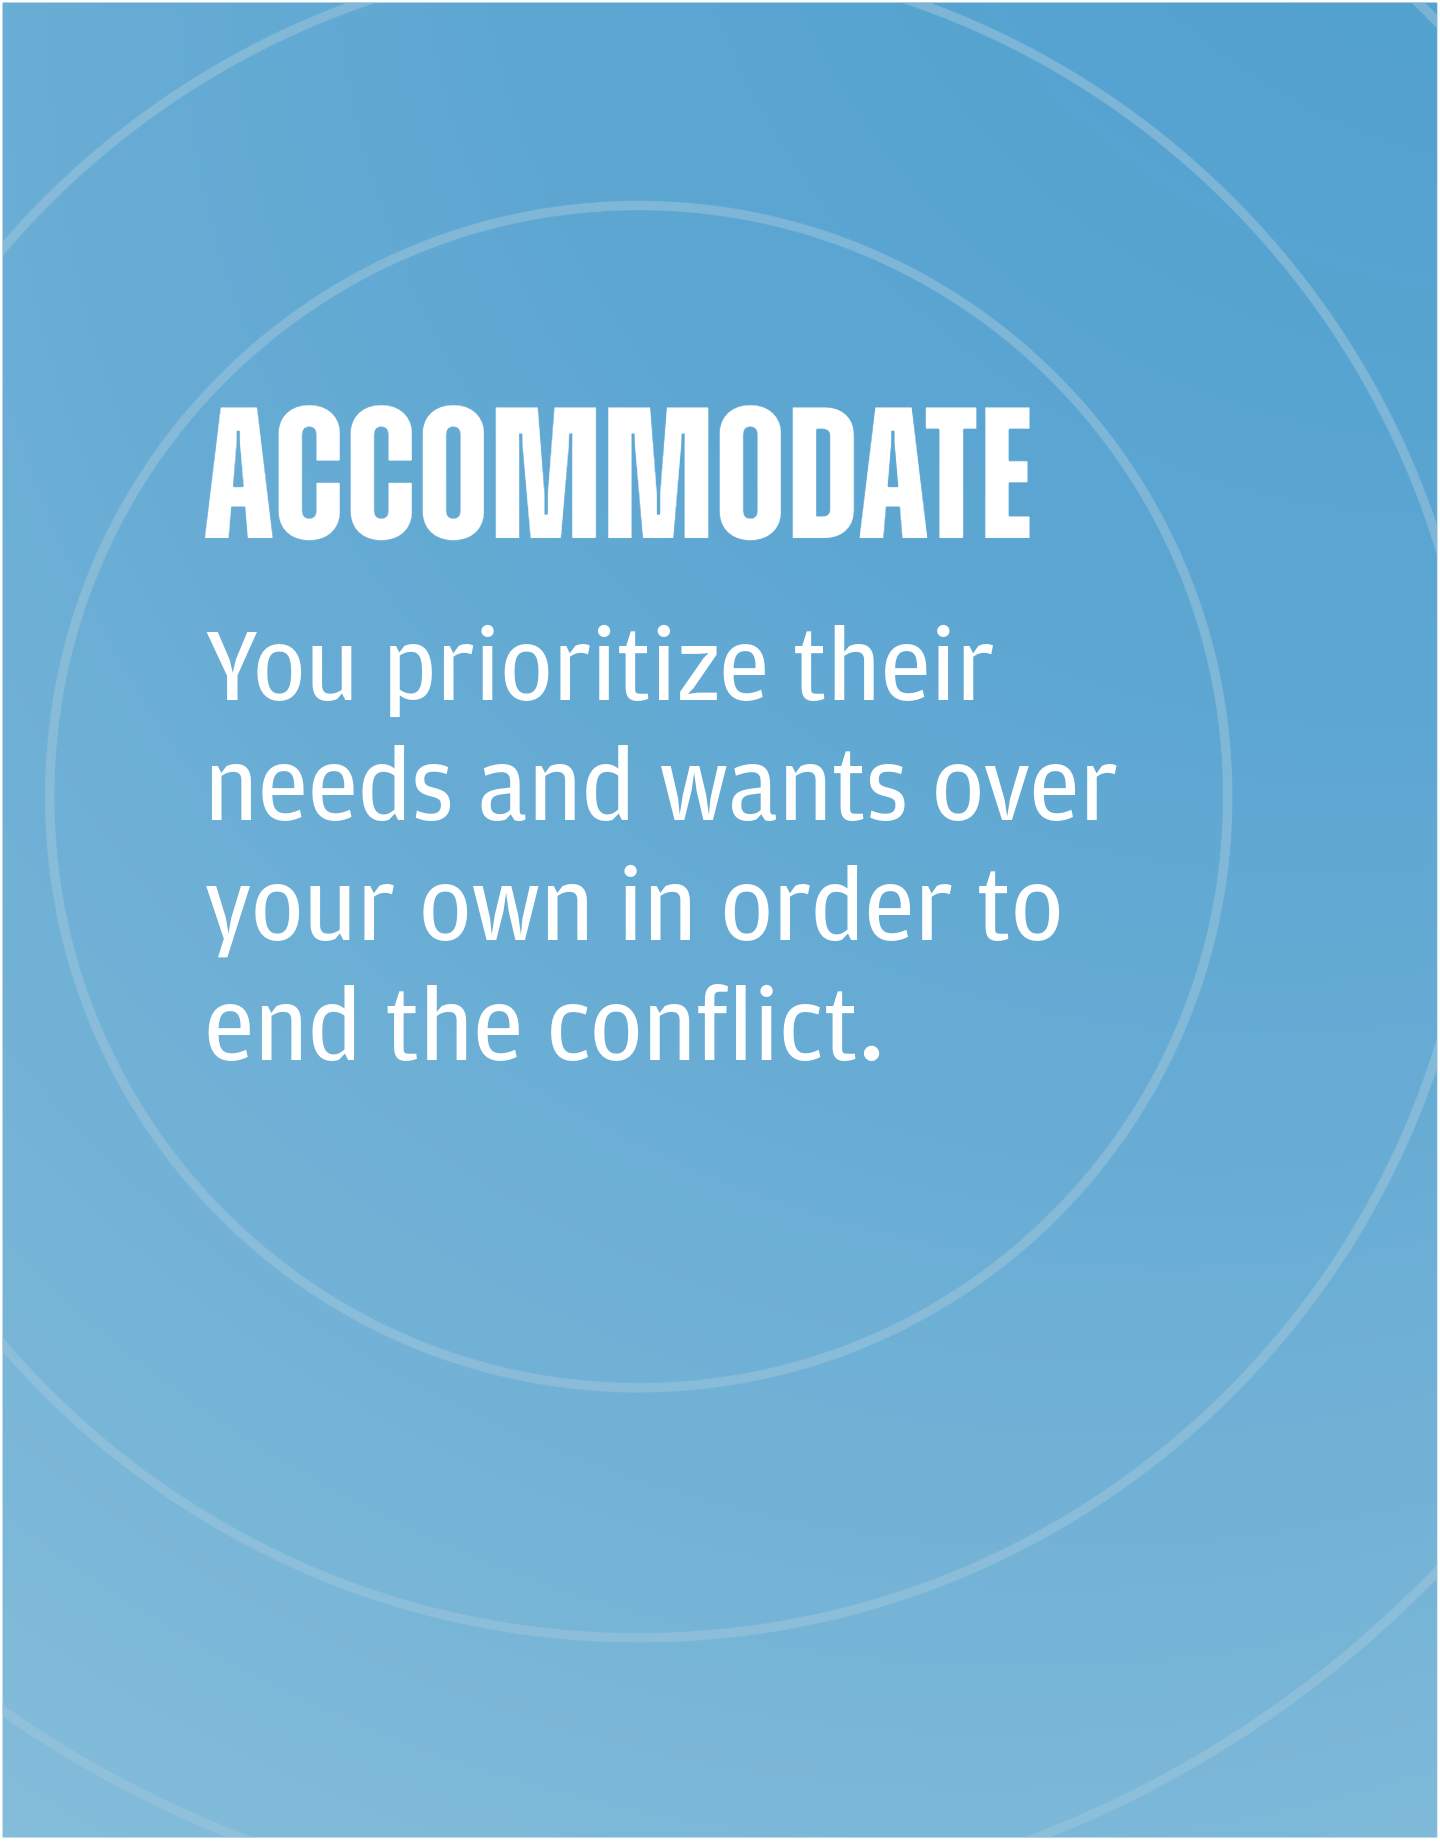 ACCOMMODATE
You prioritize their
needs and wants over
your own in order to
end the conflict.